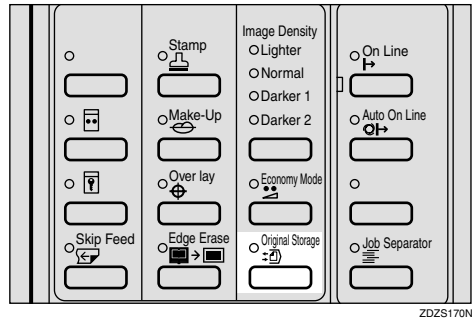 Image Density
Stamp
Lighter
On Line
Normal
Darker 1
Make-Up
Darker 2
Auto On Line
Over lay
Economy Mode
Skip Feed
Edge Erase
Original Storage
Job Separator
ZDZS170N